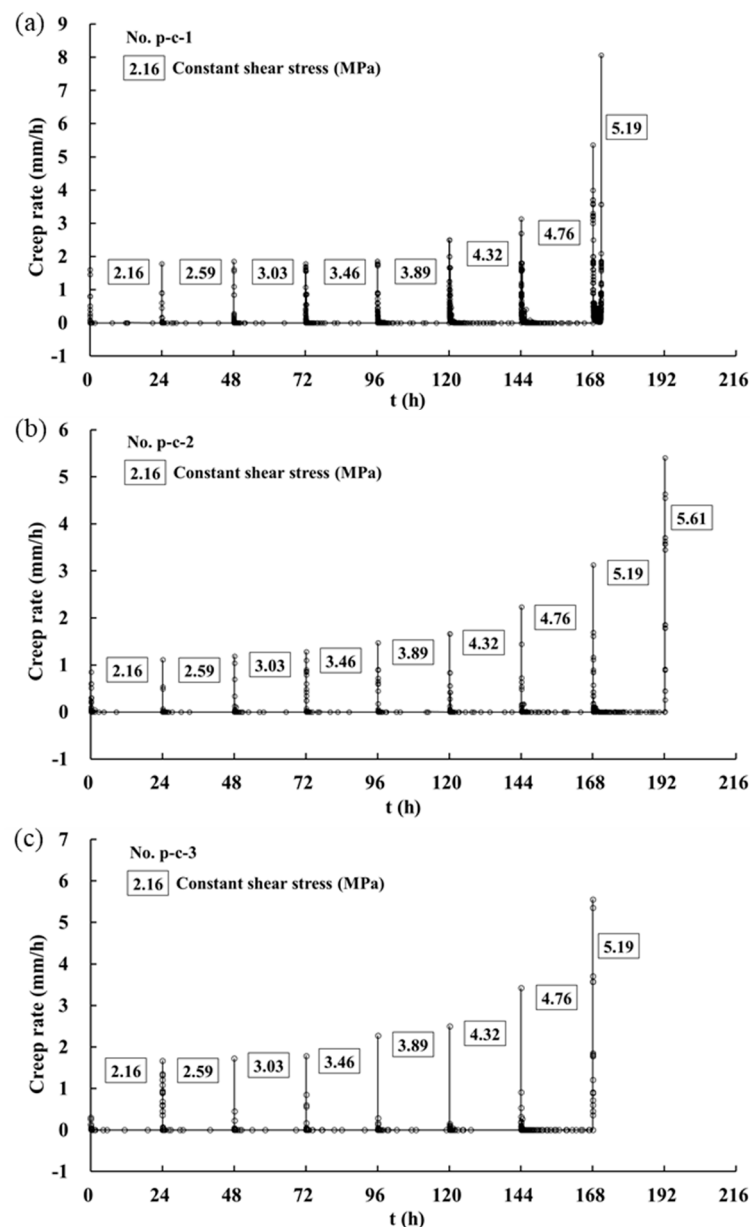 (a)
No. p-c-1
2.16 Constant shear stress (MPa)
Creep rate (mm/h)
9
8
7
6
5
4
3
2
1
0
-1
2.16 2.59 3.03 3.46 3.89 4.32 4.76 5.19
0 24 48 72 96 120 144 168 192 216
t (h)
(b)
No. p-c-2
2.16 Constant shear stress (MPa)
Creep rate (mm/h)
6
5
4
3
2
1
0
-1
2.16 2.59 3.03 3.46 3.89 4.32 4.76 5.19 5.61
0 24 48 72 96 120 144 168 192 216
t (h)
(c)
No. p-c-3
2.16 Constant shear stress (MPa)
Creep rate (mm/h)
7
6
5
4
3
2
1
0
-1
2.16 2.59 3.03 3.46 3.89 4.32 4.76 5.19
0 24 48 72 96 120 144 168 192 216
t (h)